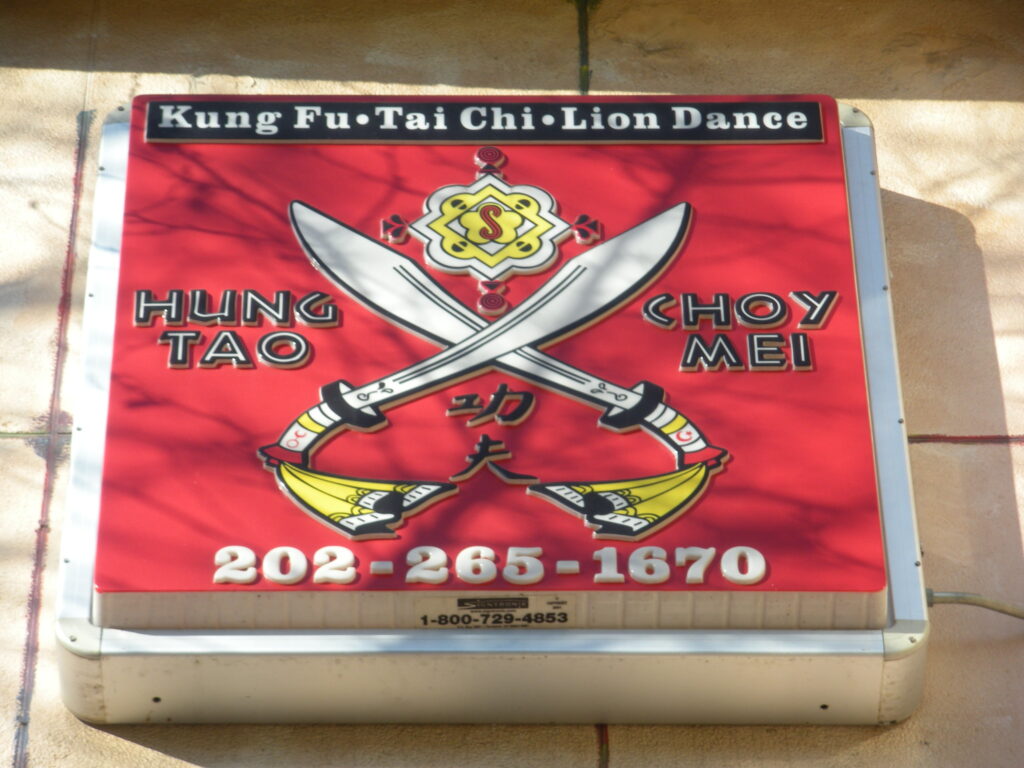 Kung Fu•Tai Chi•Lion Dance
S
HUNG
TAO
CHOY
MEI
功
夫
202-265-1670
1-800-729-4853